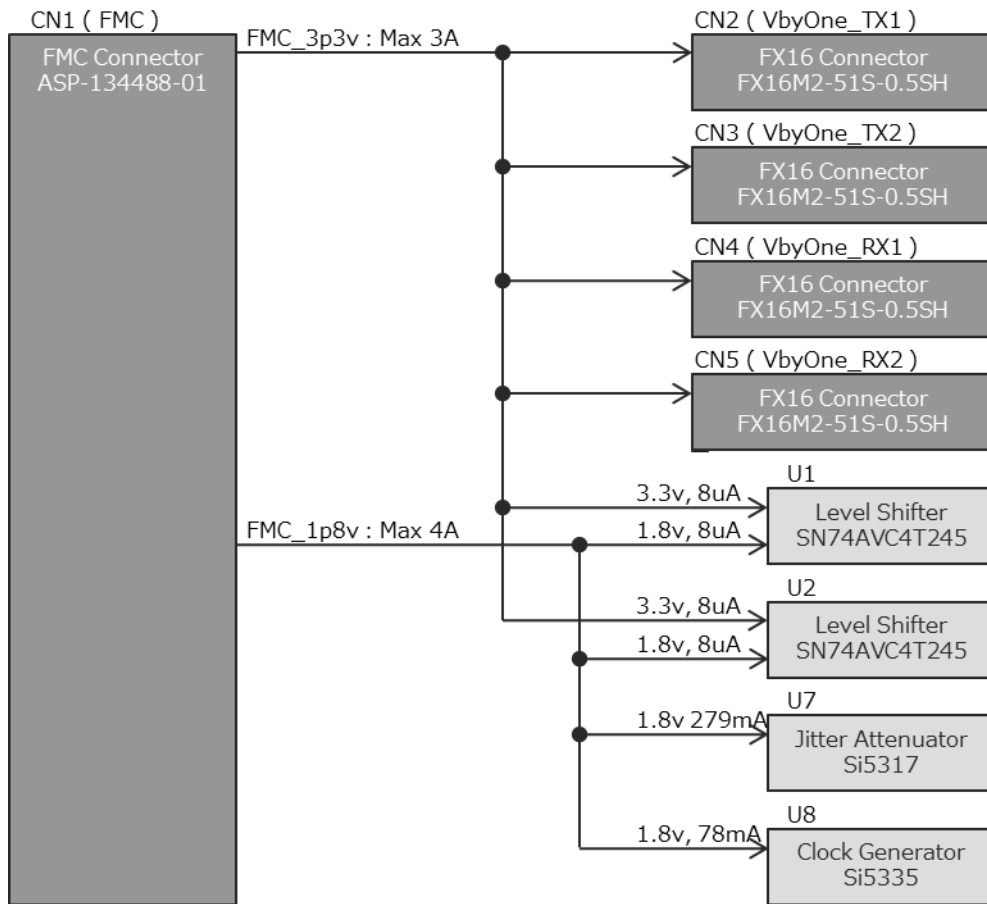 CN1 ( FMC )
FMC Connector
ASP-134488-01
FMC_3p3v : Max 3A
CN2 ( VbyOne_TX1 )
FX16 Connector
FX16M2-51S-0.5SH
CN3 ( VbyOne_TX2 )
FX16 Connector
FX16M2-51S-0.5SH
CN4 ( VbyOne_RX1 )
FX16 Connector
FX16M2-51S-0.5SH
CN5 ( VbyOne_RX2 )
FX16 Connector
FX16M2-51S-0.5SH
FMC_1p8v : Max 4A
U1
3.3v, 8uA
1.8v, 8uA
Level Shifter
SN74AVC4T245
U2
3.3v, 8uA
1.8v, 8uA
Level Shifter
SN74AVC4T245
U7
1.8v 279mA
Jitter Attenuator
Si5317
U8
1.8v, 78mA
Clock Generator
Si5335